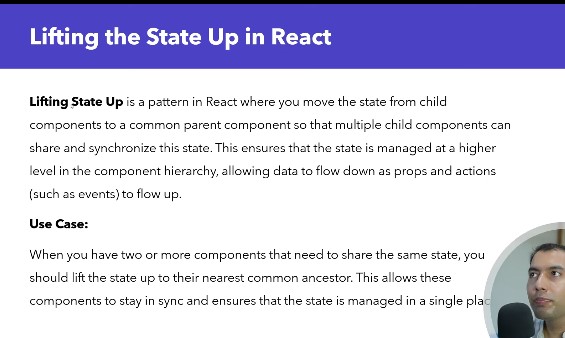 Lifting the State Up in React
Lifting State Up is a pattern in React where you move the state from child
components to a common parent component so that multiple child components can
share and synchronize this state. This ensures that the state is managed at a higher
level in the component hierarchy, allowing data to flow down as props and actions
(such as events) to flow up.
Use Case:
When you have two or more components that need to share the same state, you
should lift the state up to their nearest common ancestor. This allows these
components to stay in sync and ensures that the state is managed in a single